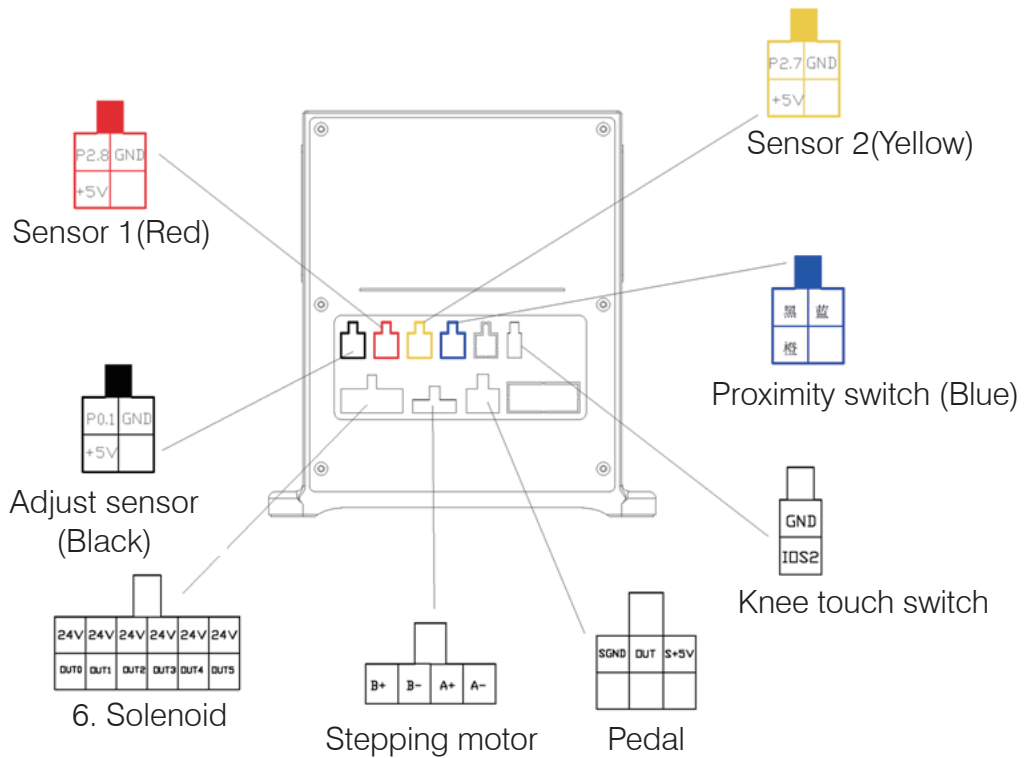 P2.7 GND
+5V
Sensor 2(Yellow)
P2.8 GND
+5V
Sensor 1(Red)
黑 蓝
橙
Proximity switch (Blue)
P0.1 GND
+5V
Adjust sensor
(Black)
GND
IOS2
Knee touch switch
24V 24V 24V 24V 24V 24V
OUT0 OUT1 OUT2 OUT3 OUT4 OUT5
6. Solenoid
B+ B- A+ A-
Stepping motor
SGND OUT S+5V
Pedal